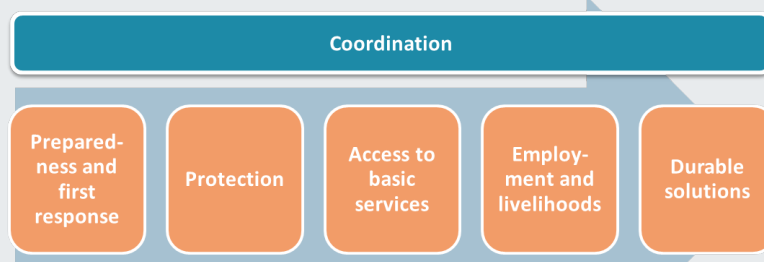 Coordination
Prepared-
ness and
first
response
Protection
Access to
basic
services
Employ-
ment and
livelihoods
Durable
solutions